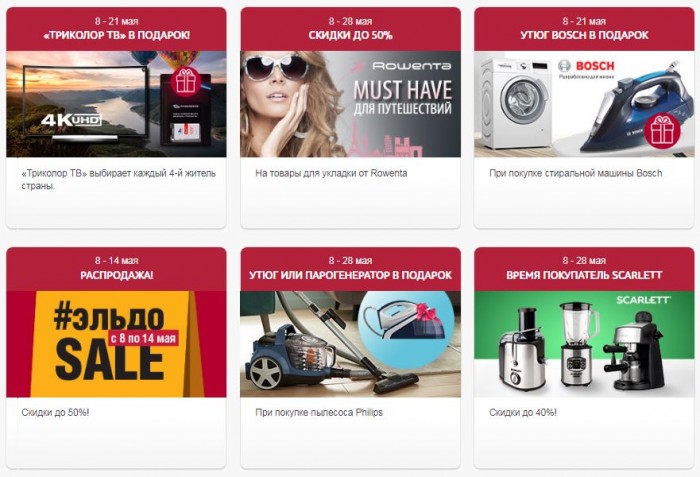 8 - 21 мая
«ТРИКОЛОР ТВ» В ПОДАРОК!
4K UHD
«Триколор ТВ» выбирает каждый 4-й житель
страны.
8 - 28 мая
СКИДКИ ДО 50%
Rowenta
MUST HAVE
ДЛЯ ПУТЕШЕСТВИЙ
На товары для укладки от Rowenta
8 - 21 мая
УТЮГ BOSCH В ПОДАРОК
BOSCH
Разработано для жизни
При покупке стиральной машины Bosch
8 - 14 мая
РАСПРОДАЖА!
#ЭЛЬДО
с 8 по 14 мая
SALE
Скидки до 50%!
8 - 28 мая
УТЮГ ИЛИ ПАРОГЕНЕРАТОР В ПОДАРОК
При покупке пылесоса Philips
8 - 28 мая
ВРЕМЯ ПОКУПАТЕЛЬ SCARLETT
SCARLETT
Скидки до 40%!